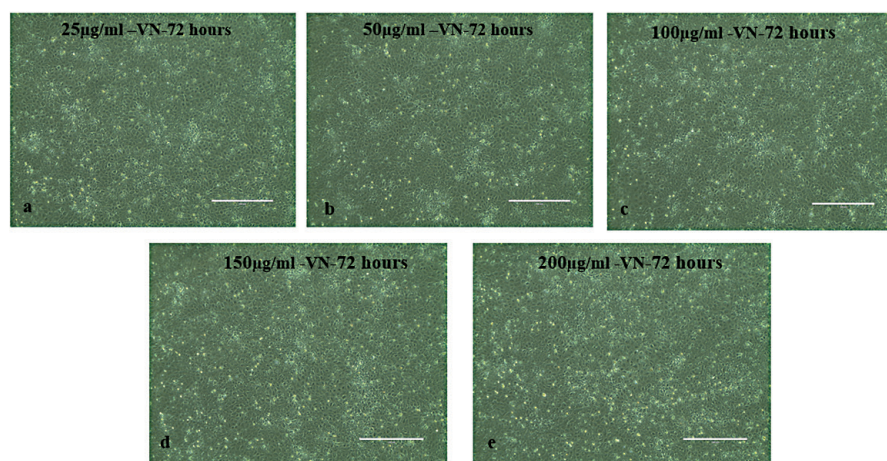 25µg/ml –VN-72 hours
50µg/ml –VN-72 hours
100µg/ml -VN-72 hours
a
b
c
150µg/ml -VN-72 hours
200µg/ml -VN-72 hours
d
e